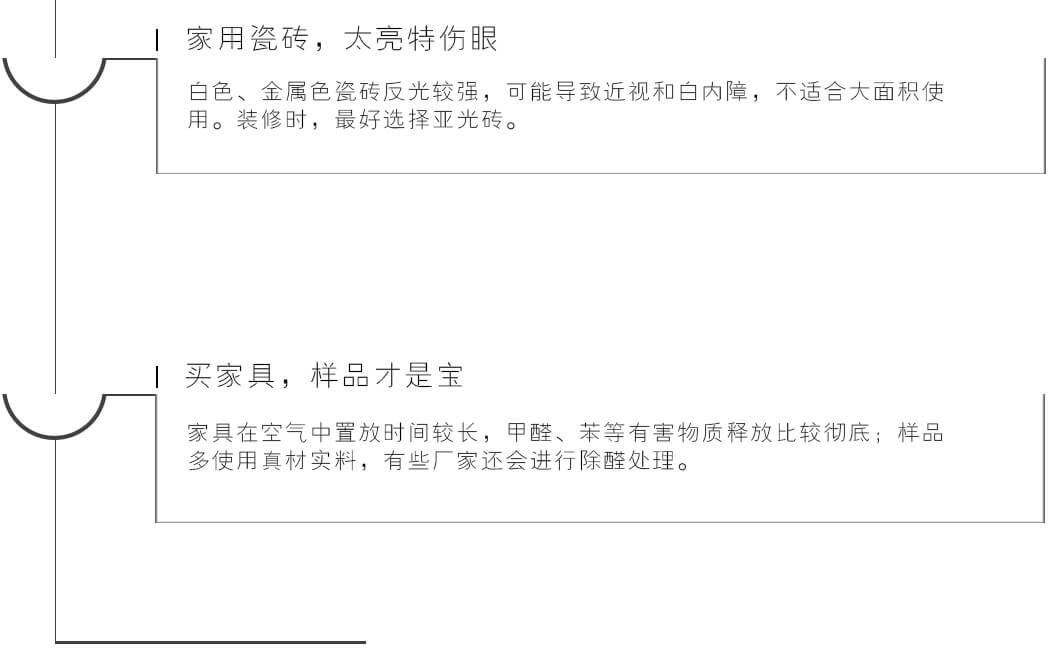 家用瓷砖，太亮特伤眼
白色、金属色瓷砖反光较强，可能导致近视和白内障，不适合大面积使
用。装修时，最好选择亚光砖。
买家具，样品才是宝
家具在空气中置放时间较长，甲醛、苯等有害物质释放比较彻底；样品
多使用真材实料，有些厂家还会进行除醛处理。